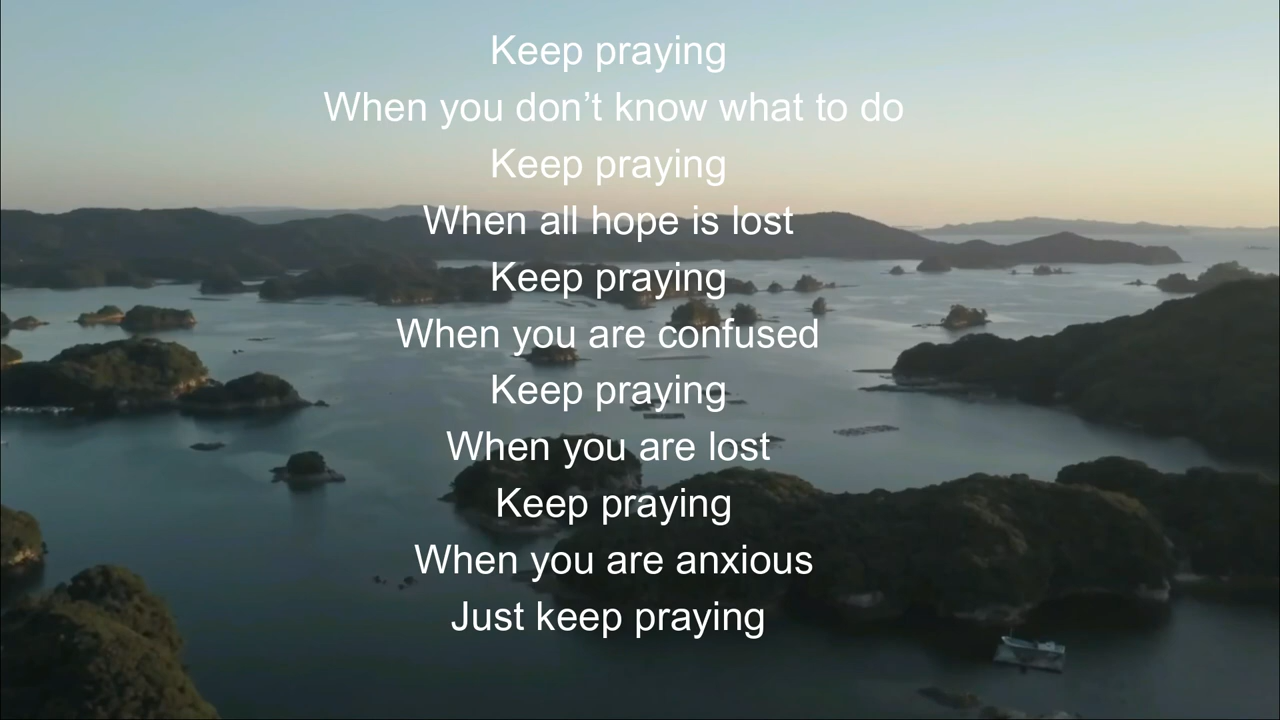 Keep praying
When you don’t know what to do
Keep praying
When all hope is lost
Keep praying
When you are confused
Keep praying
When you are lost
Keep praying
When you are anxious
Just keep praying